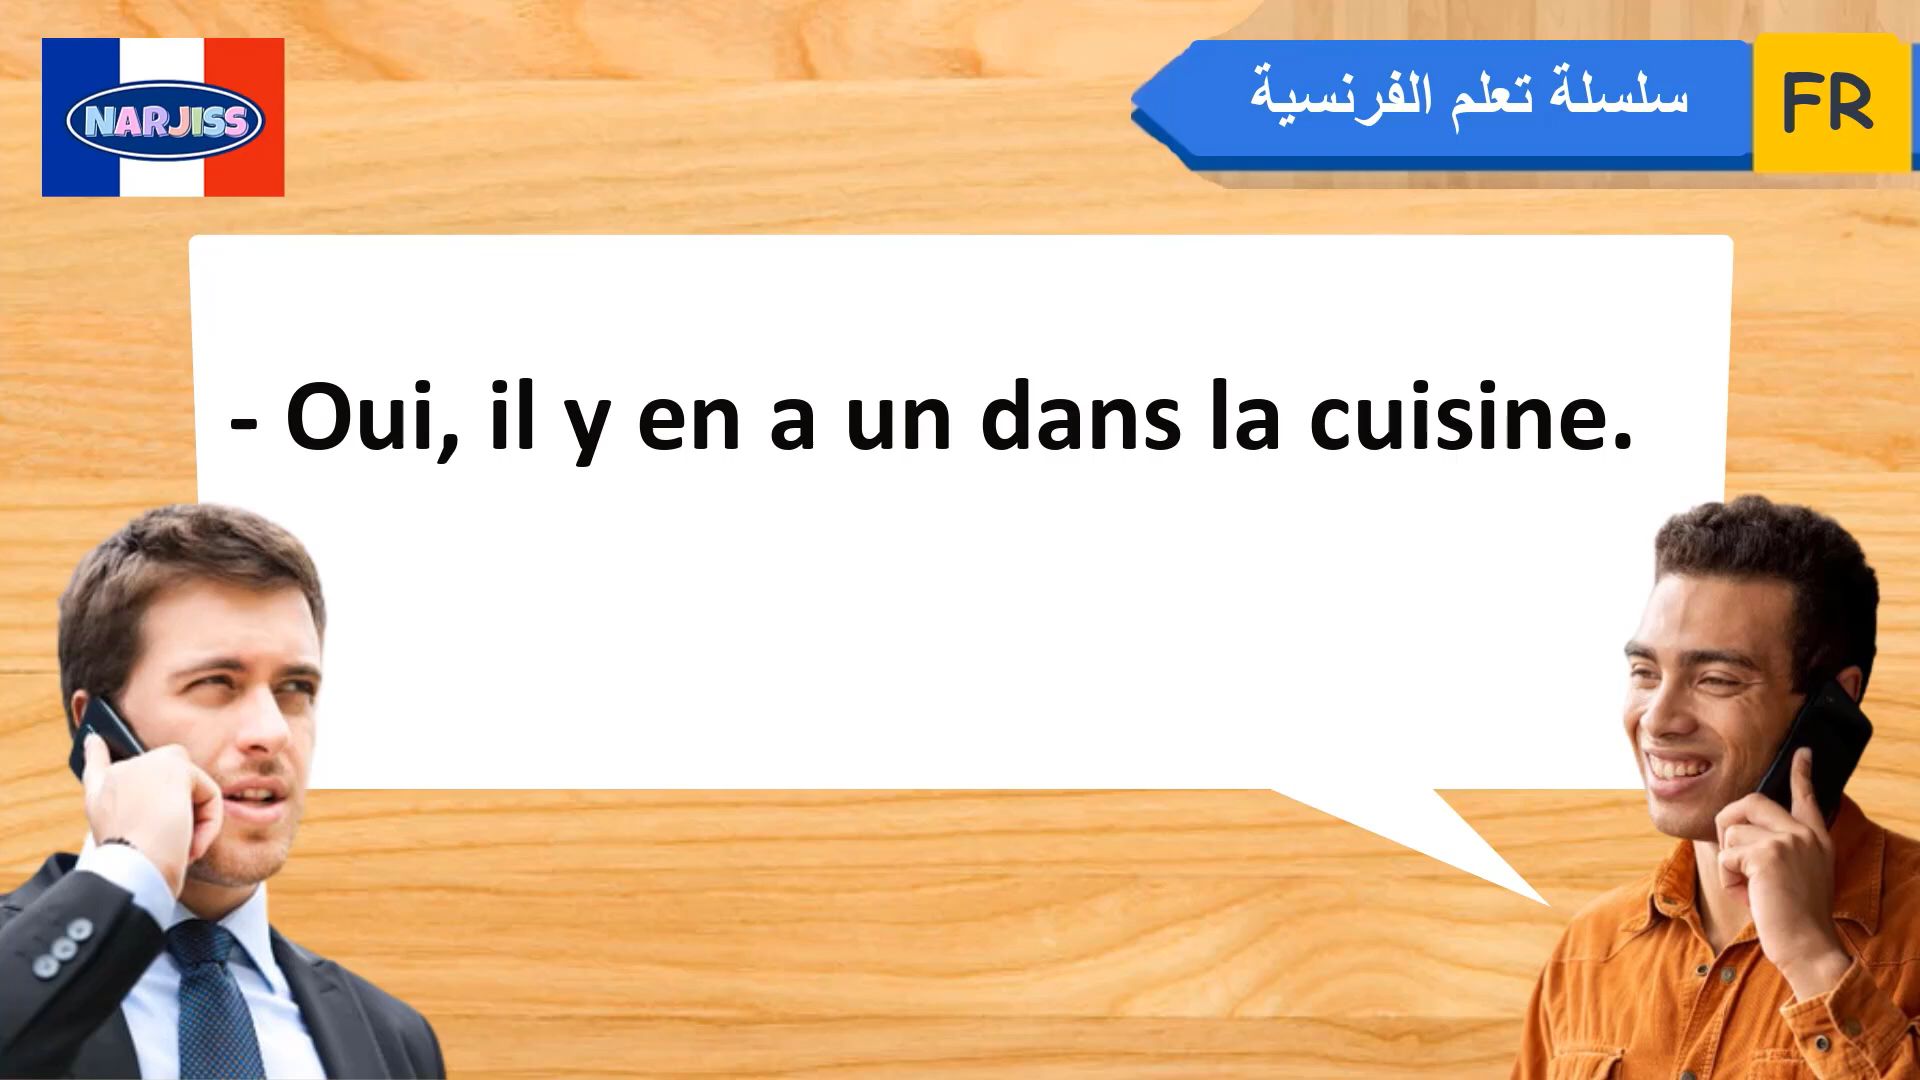 NARJISS
سلسلة تعلم الفرنسية
FR
- Oui, il y en a un dans la cuisine.